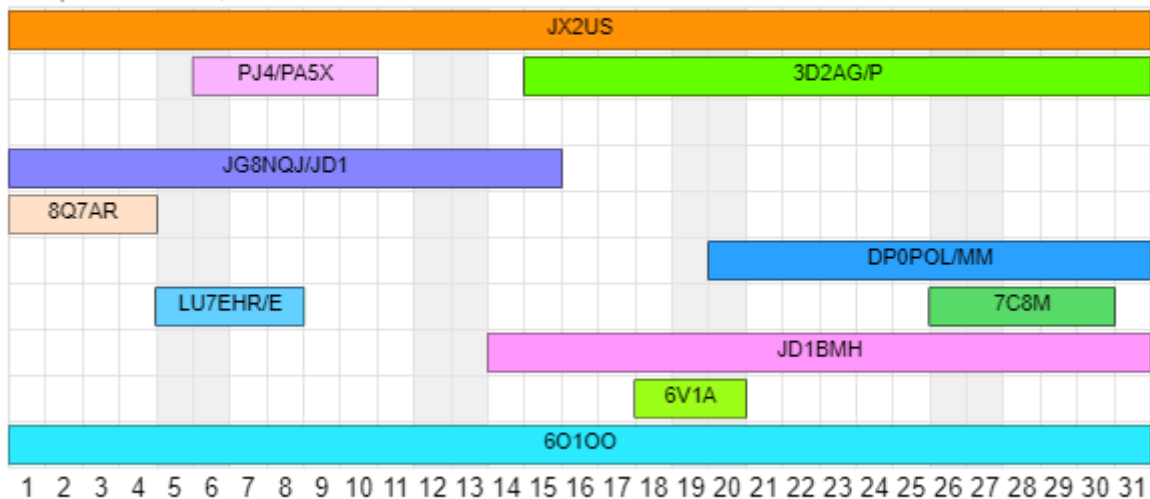 JX2US
PJ4/PA5X 3D2AG/P
JG8NQJ/JD1
8Q7AR
DP0POL/MM
LU7EHR/E 7C8M
JD1BMH
6V1A
6O1OO
1 2 3 4 5 6 7 8 9 10 11 12 13 14 15 16 17 18 19 20 21 22 23 24 25 26 27 28 29 30 31